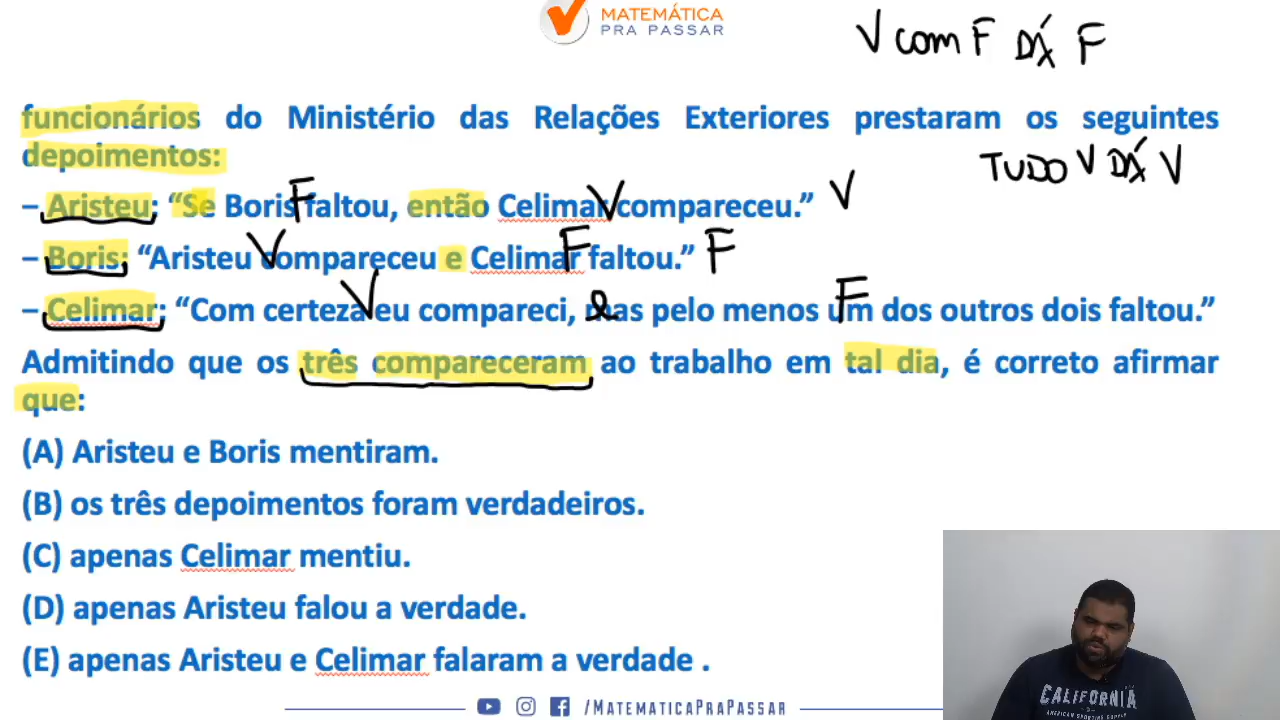 MATEMÁTICA
PRA PASSAR
V com F DÁ F
funcionários do Ministério das Relações Exteriores prestaram os seguintes
depoimentos:
TUDO V DÁ V
– Aristeu: “Se Boris faltou, então Celimar compareceu.” V
F V
– Boris: “Aristeu compareceu e Celimar faltou.” F
V F
– Celimar: “Com certeza eu compareci, mas pelo menos um dos outros dois faltou.”
V e F
Admitindo que os três compareceram ao trabalho em tal dia, é correto afirmar
que:
(A) Aristeu e Boris mentiram.
(B) os três depoimentos foram verdadeiros.
(C) apenas Celimar mentiu.
(D) apenas Aristeu falou a verdade.
(E) apenas Aristeu e Celimar falaram a verdade .
/MATEMATICAPRAPASSAR
CALIFORNIA